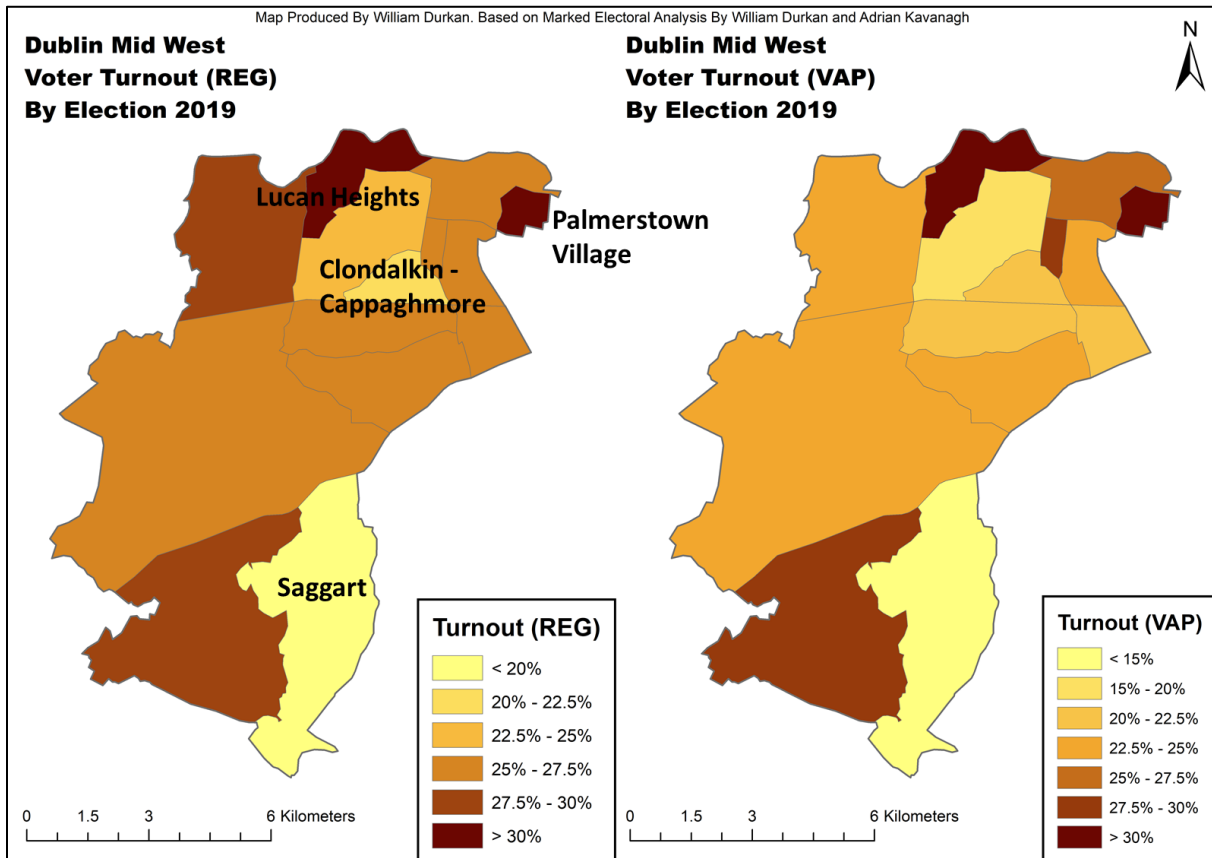 Map Produced By William Durkan. Based on Marked Electoral Analysis By William Durkan and Adrian Kavanagh
Dublin Mid West
Voter Turnout (REG)
By Election 2019
Lucan Heights
Palmerstown
Village
Clondalkin -
Cappaghmore
Saggart
Turnout (REG)
< 20%
20% - 22.5%
22.5% - 25%
25% - 27.5%
27.5% - 30%
> 30%
0 1.5 3 6 Kilometers
Dublin Mid West
Voter Turnout (VAP)
By Election 2019
N
Turnout (VAP)
< 15%
15% - 20%
20% - 22.5%
22.5% - 25%
25% - 27.5%
27.5% - 30%
> 30%
0 1.5 3 6 Kilometers